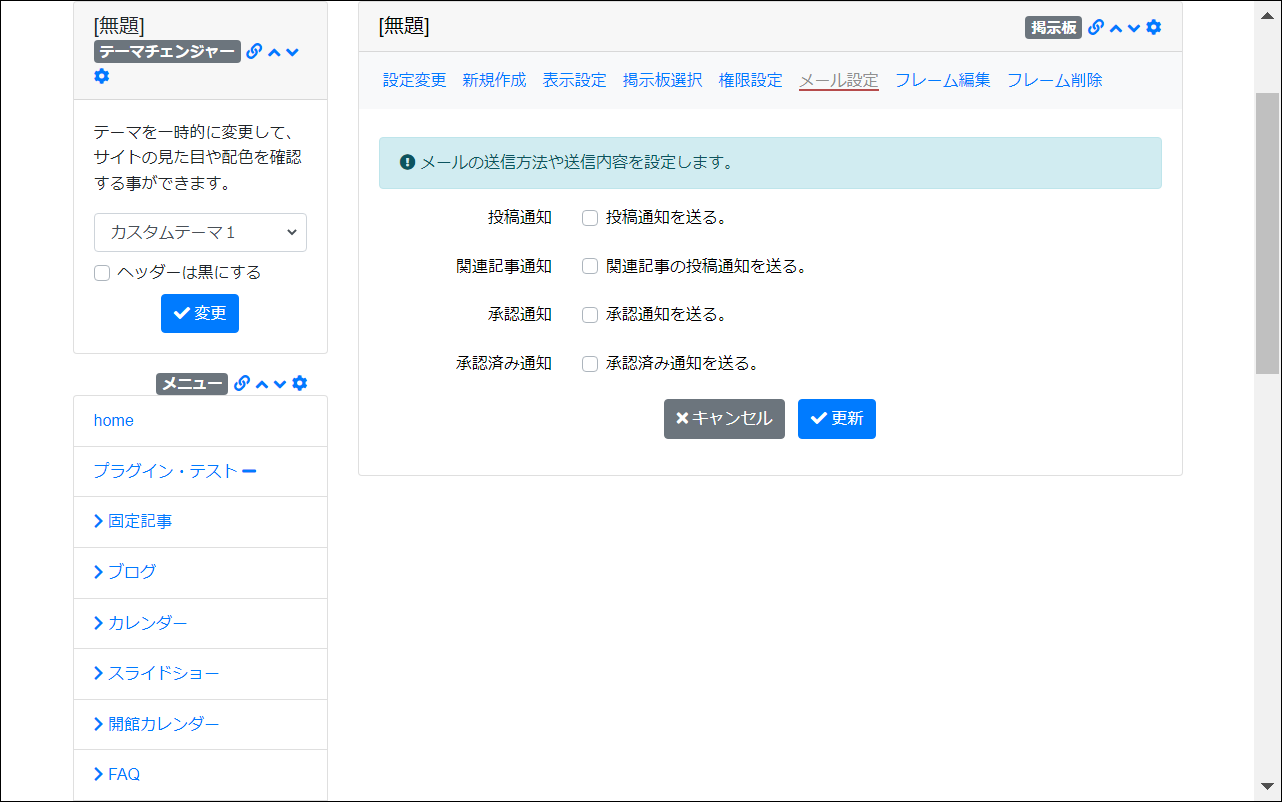 [無題]
テーマチェンジャー
テーマを一時的に変更して、
サイトの見た目や配色を確認
する事ができます。
カスタムテーマ１
ヘッダーは黒にする
変更
メニュー
home
プラグイン・テスト
固定記事
ブログ
カレンダー
スライドショー
開館カレンダー
FAQ
[無題]
掲示板
設定変更 新規作成 表示設定 掲示板選択 権限設定 メール設定 フレーム編集 フレーム削除
メールの送信方法や送信内容を設定します。
投稿通知 投稿通知を送る。
関連記事通知 関連記事の投稿通知を送る。
承認通知 承認通知を送る。
承認済み通知 承認済み通知を送る。
キャンセル 更新